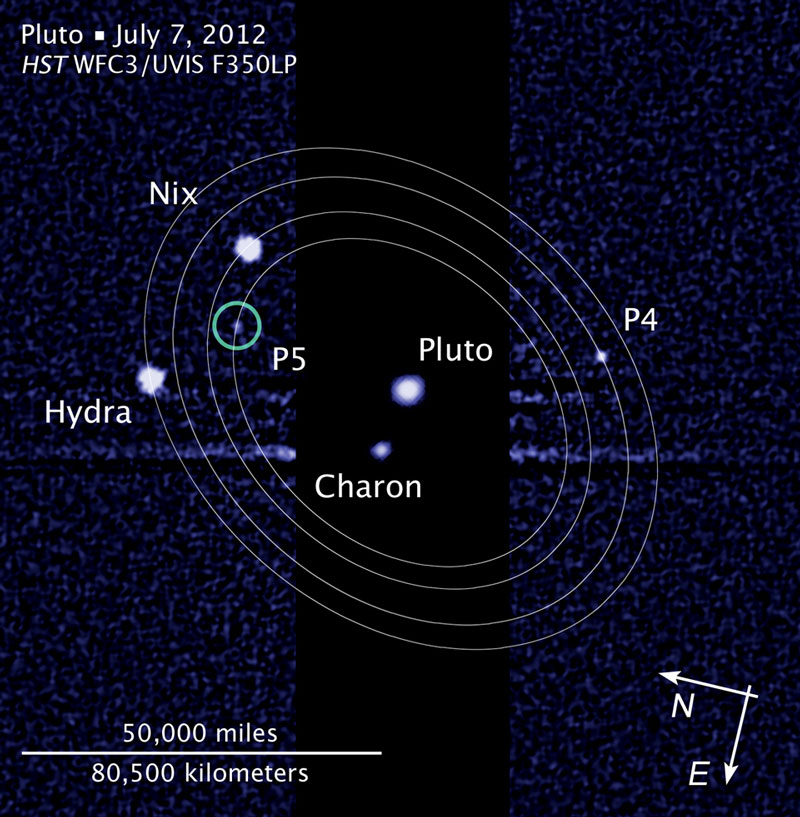 Pluto ▪ July 7, 2012
HST WFC3/UVIS F350LP
Nix
P4
P5
Pluto
Hydra
Charon
N
50,000 miles
80,500 kilometers
E